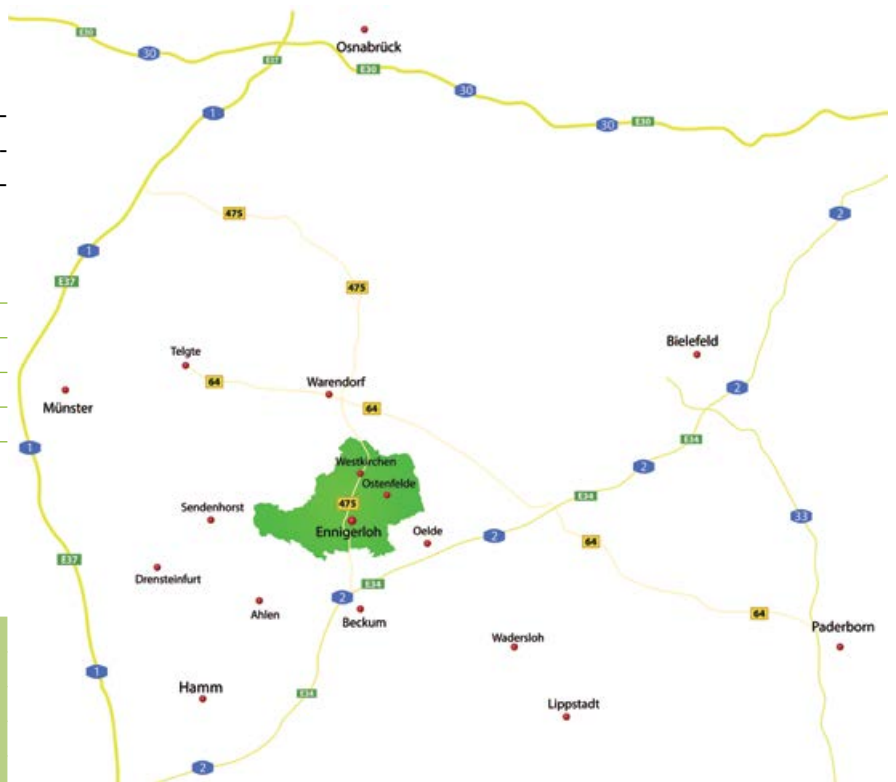 E30
30
Osnabrück
E37
E30
30
1
30
E30
475
2
1
E37
475
Bielefeld
Telgte
64
Warendorf
2
Münster
64
1
E34
Westkirchen
2
Ostenfelde
E34
475
Sendenhorst
Ennigerloh
33
Oelde
2
64
E37
Drensteinfurt
E34
2
Ahlen
Beckum
64
Paderborn
Wadersloh
1
Hamm
E34
Lippstadt
2